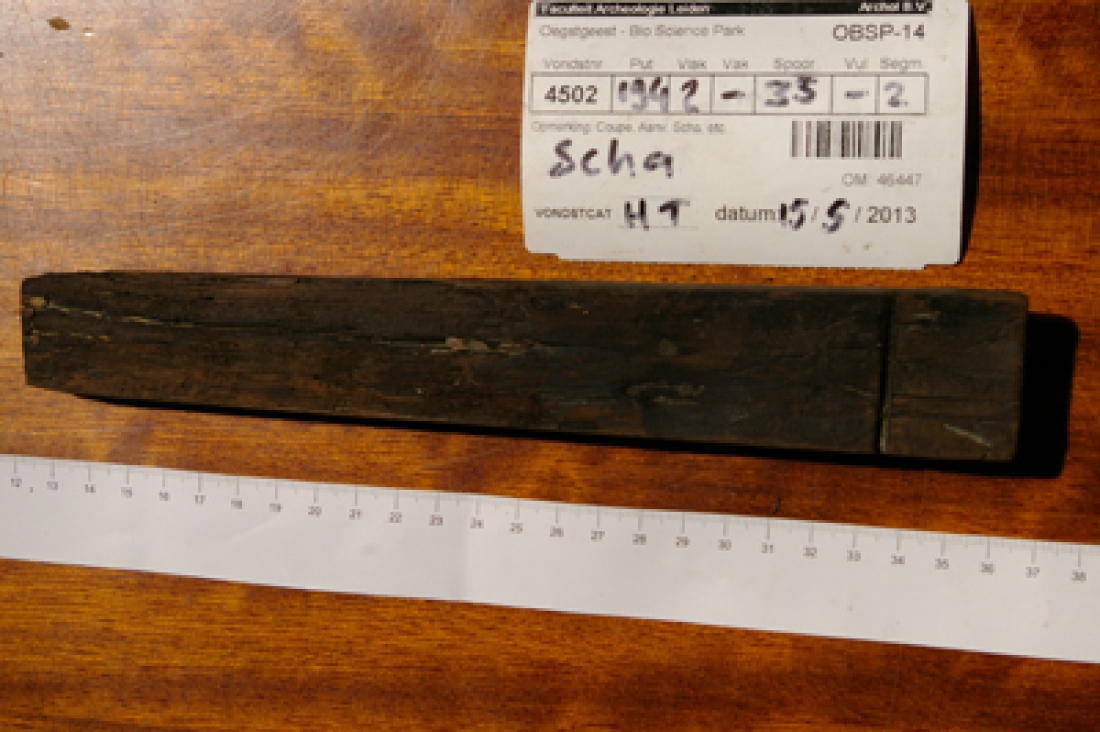 Faculteit Archeologie Leiden Archol B.V.
Oegstgeest - Bio Science Park OBSP-14
Vondstnr Put Vlak Vak Spoor Vul Segm.
4502 194 2 - 35 - 2
Opmerking: Coupe, Aanv. Scha, etc.
Scha
OM: 46447
VONDSTCAT HT datum 15 / 5 / 2013
12 13 14 15 16 17 18 19 20 21 22 23 24 25 26 27 28 29 30 31 32 33 34 35 36 37 38